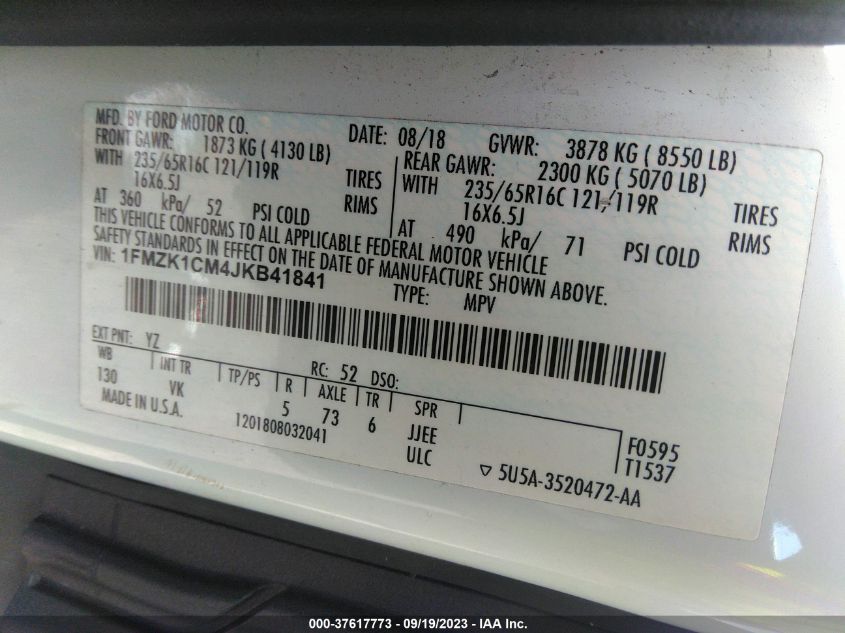 MFD. BY FORD MOTOR CO.
DATE: 08/18 GVWR: 3878 KG ( 8550 LB)
FRONT GAWR: 1873 KG ( 4130 LB) REAR GAWR: 2300 KG ( 5070 LB)
WITH 235/65R16C 121/119R TIRES WITH 235/65R16C 121/119R TIRES
16X6.5J RIMS 16X6.5J RIMS
AT 360 kPa/ 52 PSI COLD AT 490 kPa/ 71 PSI COLD
THIS VEHICLE CONFORMS TO ALL APPLICABLE FEDERAL MOTOR VEHICLE
SAFETY STANDARDS IN EFFECT ON THE DATE OF MANUFACTURE SHOWN ABOVE.
VIN: 1FMZK1CM4JKB41841
TYPE: MPV
EXT PNT: YZ RC: 52 DSO:
WB INT TR TP/PS R AXLE TR SPR
130 VK 5 73 6 JJEE F0595
MADE IN U.S.A. 1201808032041 ULC T1537
▽ 5U5A-3520472-AA
000-37617773 - 09/19/2023 - IAA Inc.